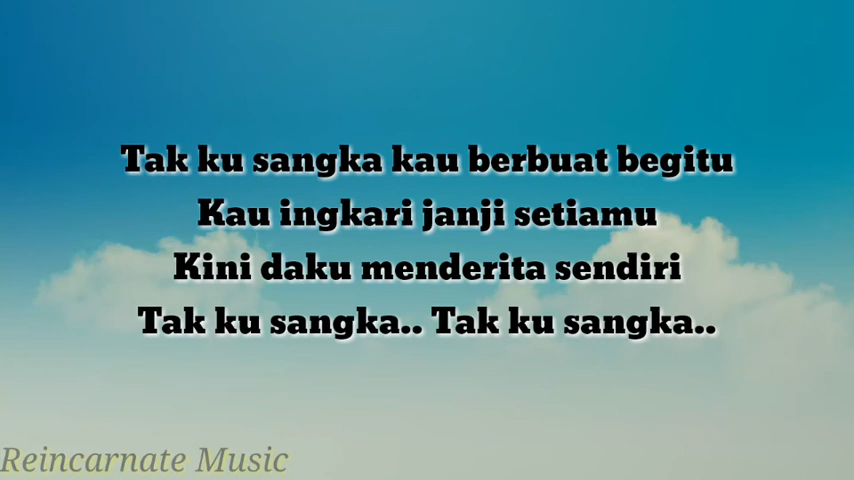 Tak ku sangka kau berbuat begitu
Kau ingkari janji setiamu
Kini daku menderita sendiri
Tak ku sangka.. Tak ku sangka..
Reincarnate Music